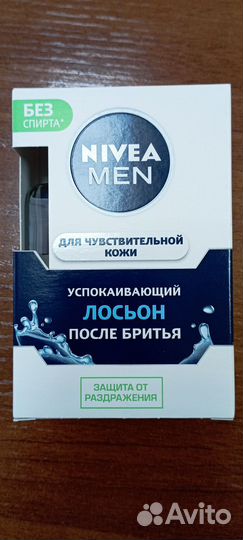 БЕЗ
СПИРТА*
NIVEA
MEN
ДЛЯ ЧУВСТВИТЕЛЬНОЙ
КОЖИ
УСПОКАИВАЮЩИЙ
ЛОСЬОН
ПОСЛЕ БРИТЬЯ
ЗАЩИТА ОТ
РАЗДРАЖЕНИЯ
Avito